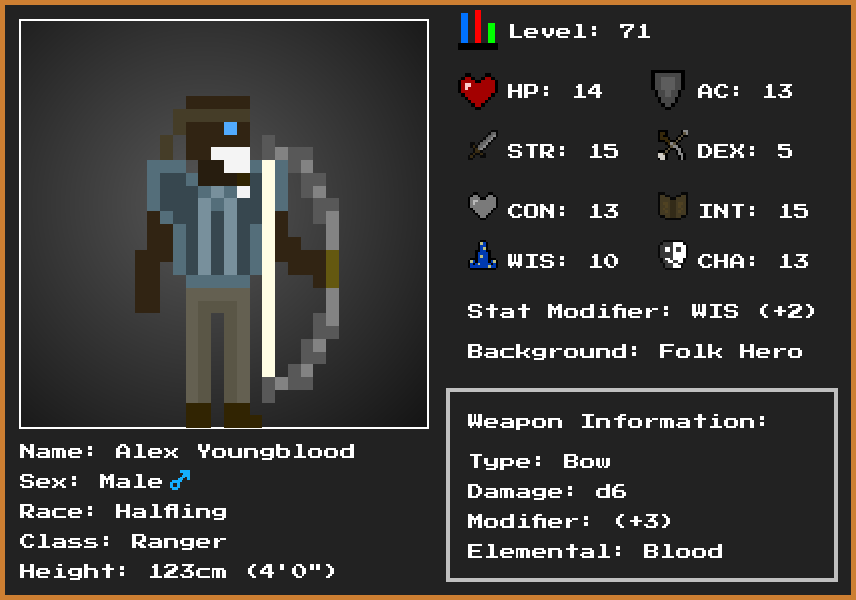 Level: 71
HP: 14
AC: 13
STR: 15
DEX: 5
CON: 13
INT: 15
WIS: 10
CHA: 13
Stat Modifier: WIS (+2)
Background: Folk Hero
Weapon Information:
Type: Bow
Damage: d6
Modifier: (+3)
Elemental: Blood
Name: Alex Youngblood
Sex: Male ♂
Race: Halfling
Class: Ranger
Height: 123cm (4'0")